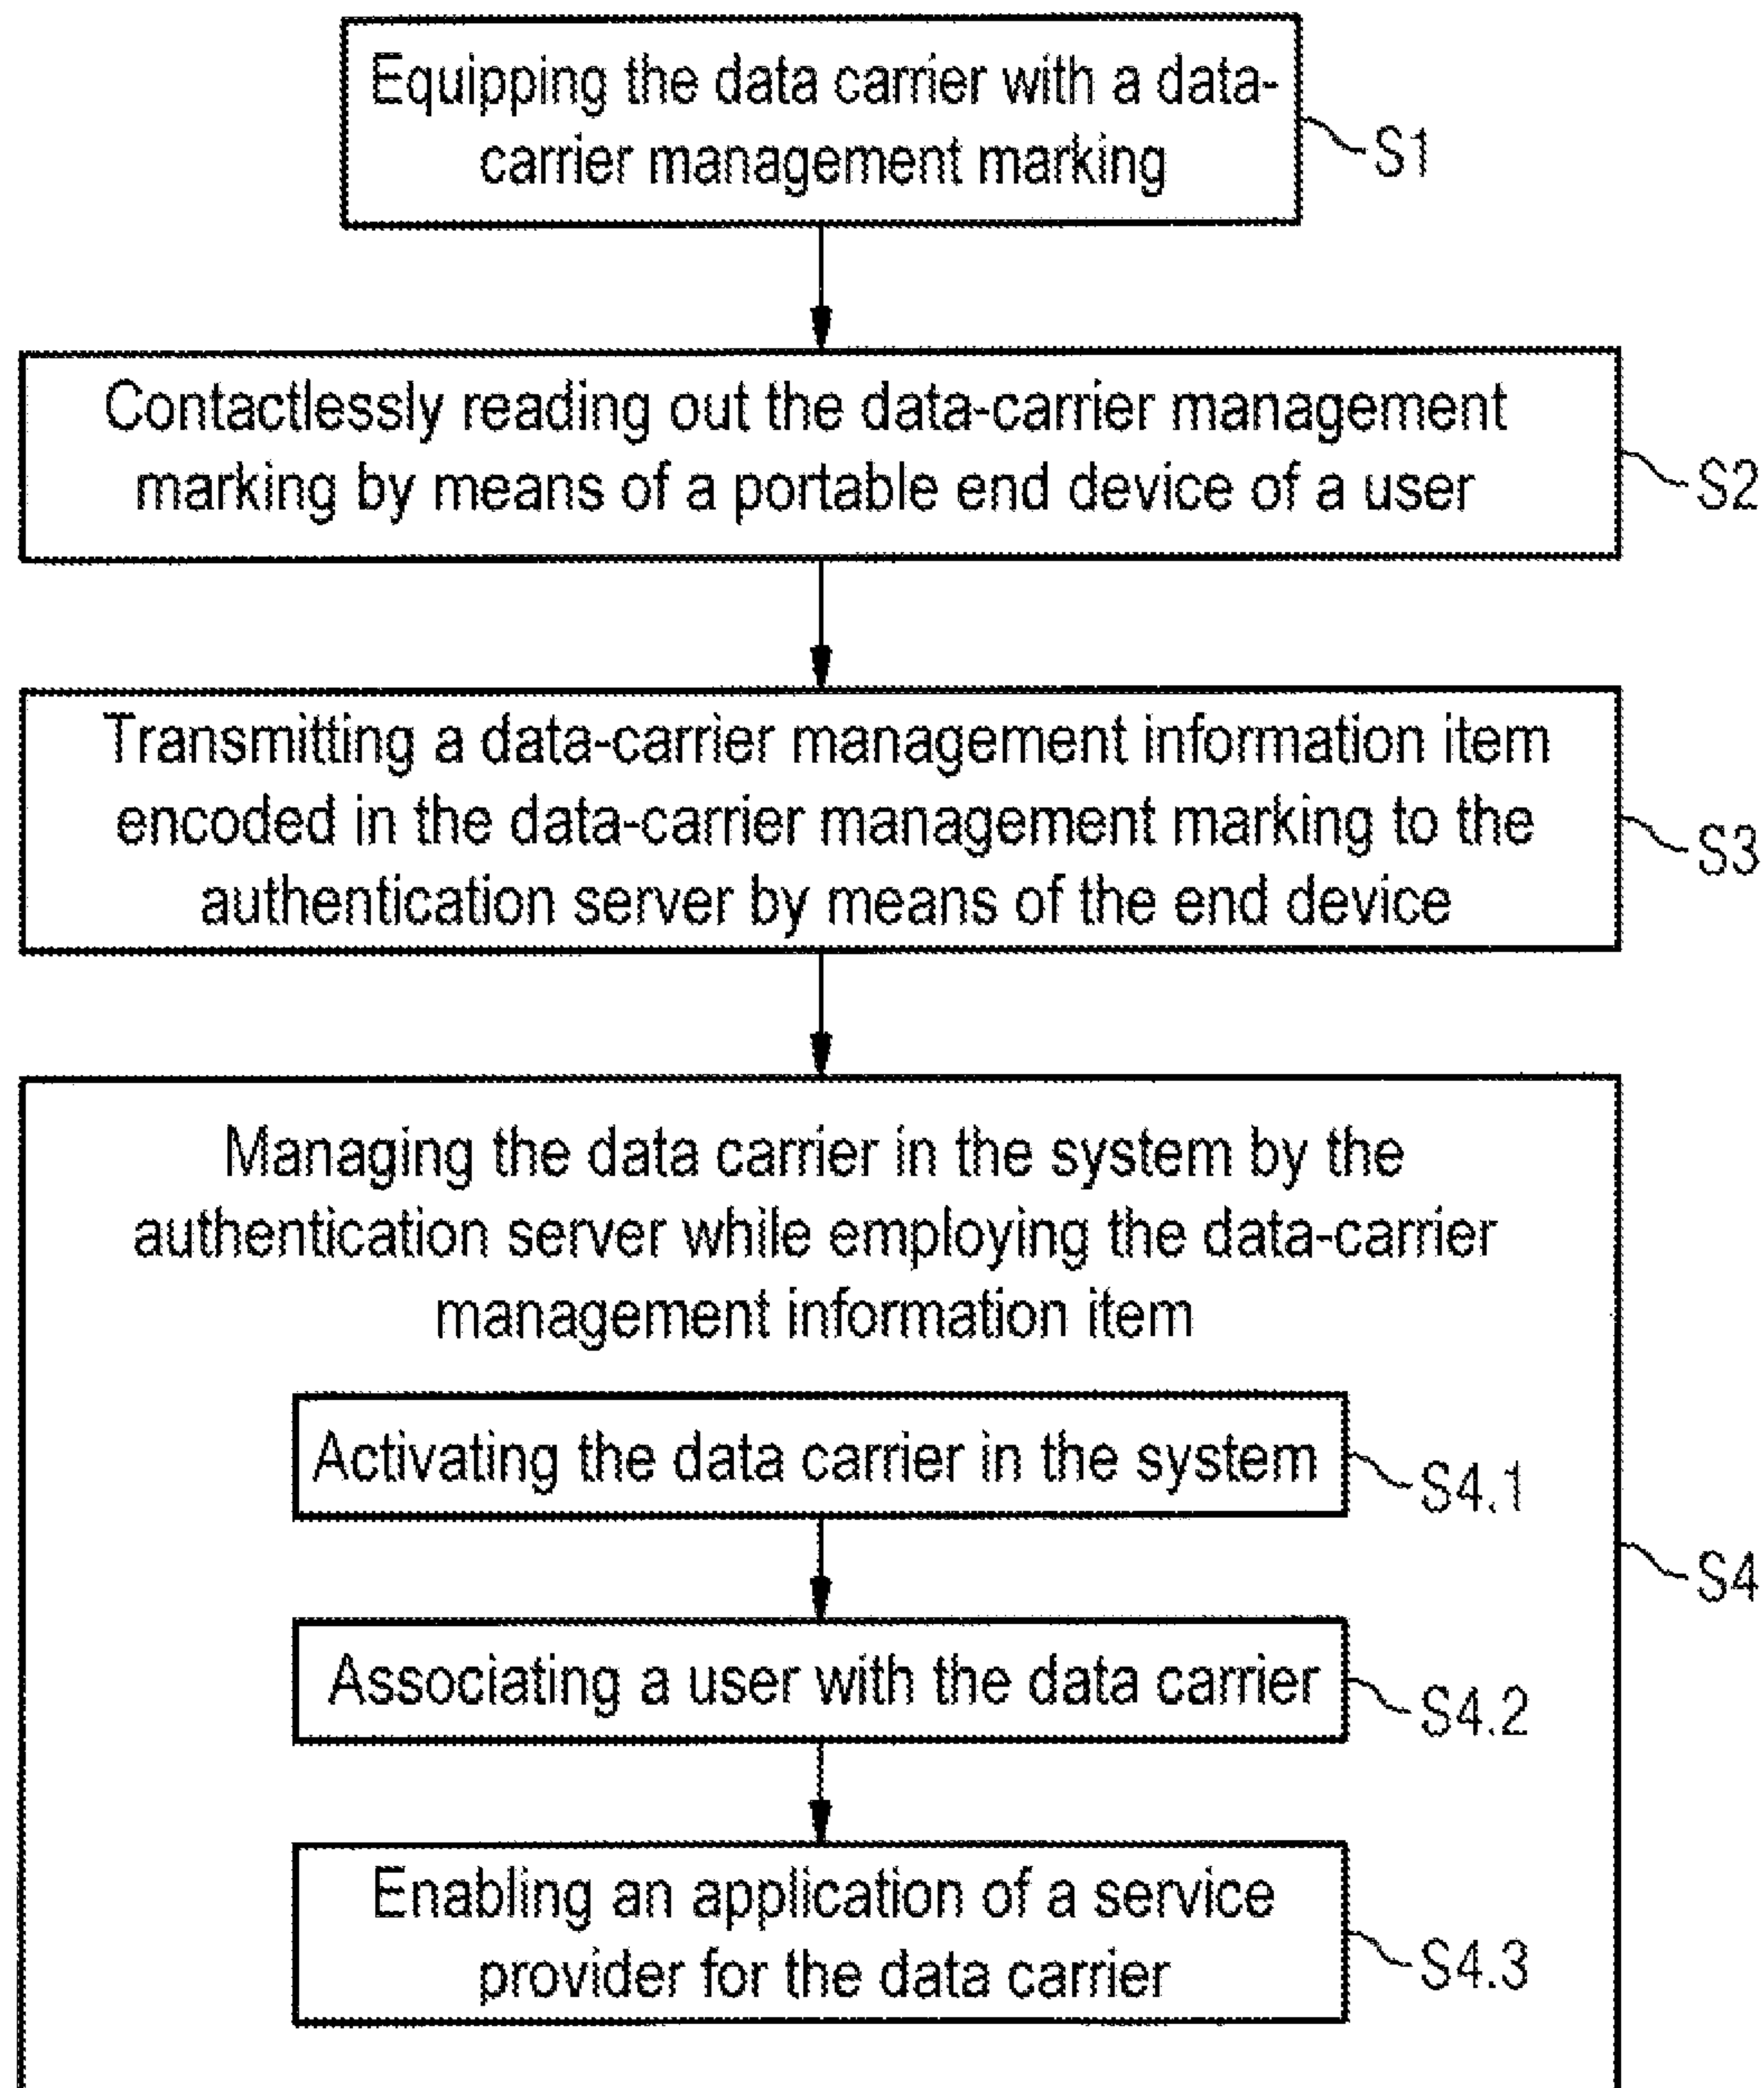 Equipping the data carrier with a data-
carrier management marking
S1
Contactlessly reading out the data-carrier management
marking by means of a portable end device of a user
S2
Transmitting a data-carrier management information item
encoded in the data-carrier management marking to the
authentication server by means of the end device
S3
Managing the data carrier in the system by the
authentication server while employing the data-carrier
management information item
Activating the data carrier in the system
S4.1
S4
Associating a user with the data carrier
S4.2
Enabling an application of a service
provider for the data carrier
S4.3